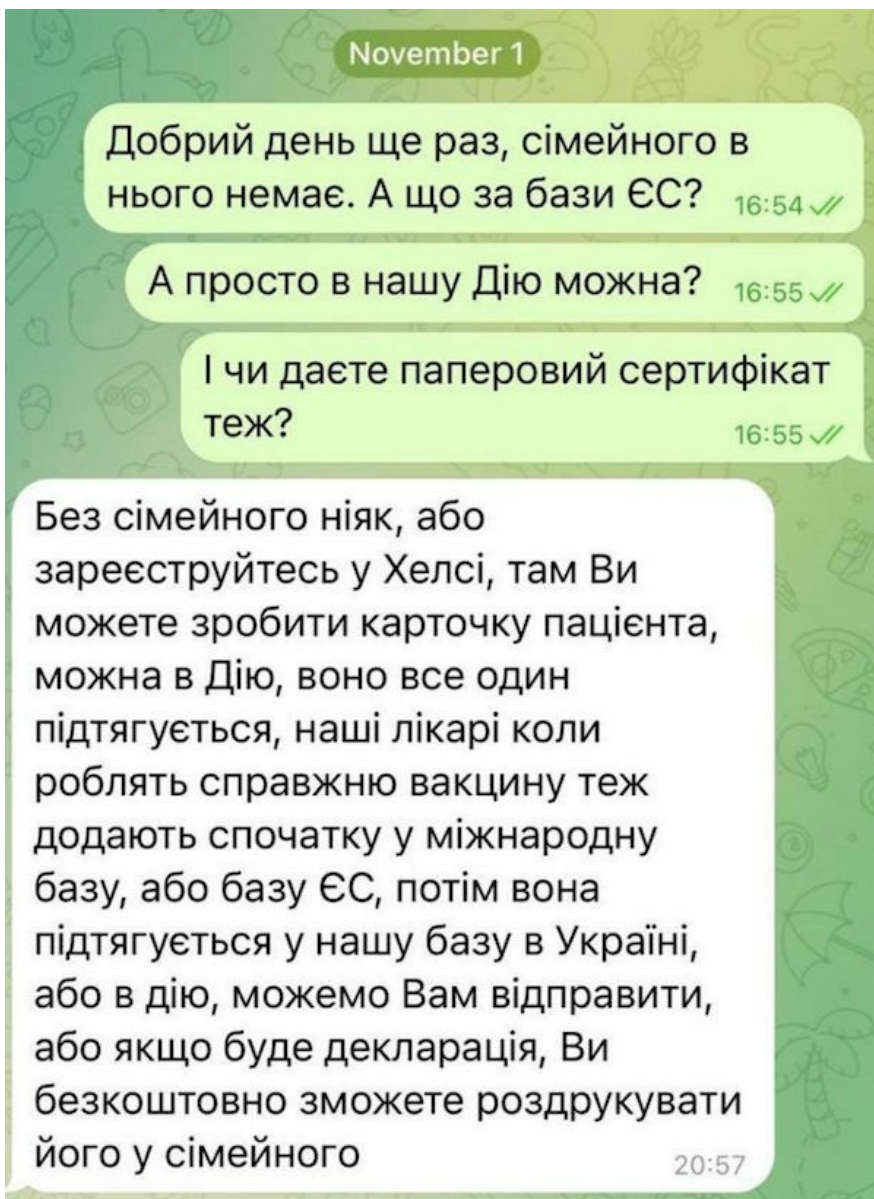 November 1
Добрий день ще раз, сімейного в
нього немає. А що за бази ЄС? 16:54
А просто в нашу Дію можна? 16:55
І чи даєте паперовий сертифікат
теж? 16:55
Без сімейного ніяк, або
зареєструйтесь у Хелсі, там Ви
можете зробити карточку пацієнта,
можна в Дію, воно все один
підтягується, наші лікарі коли
роблять справжню вакцину теж
додають спочатку у міжнародну
базу, або базу ЄС, потім вона
підтягується у нашу базу в Україні,
або в дію, можемо Вам відправити,
або якщо буде декларація, Ви
безкоштовно зможете роздрукувати
його у сімейного 20:57